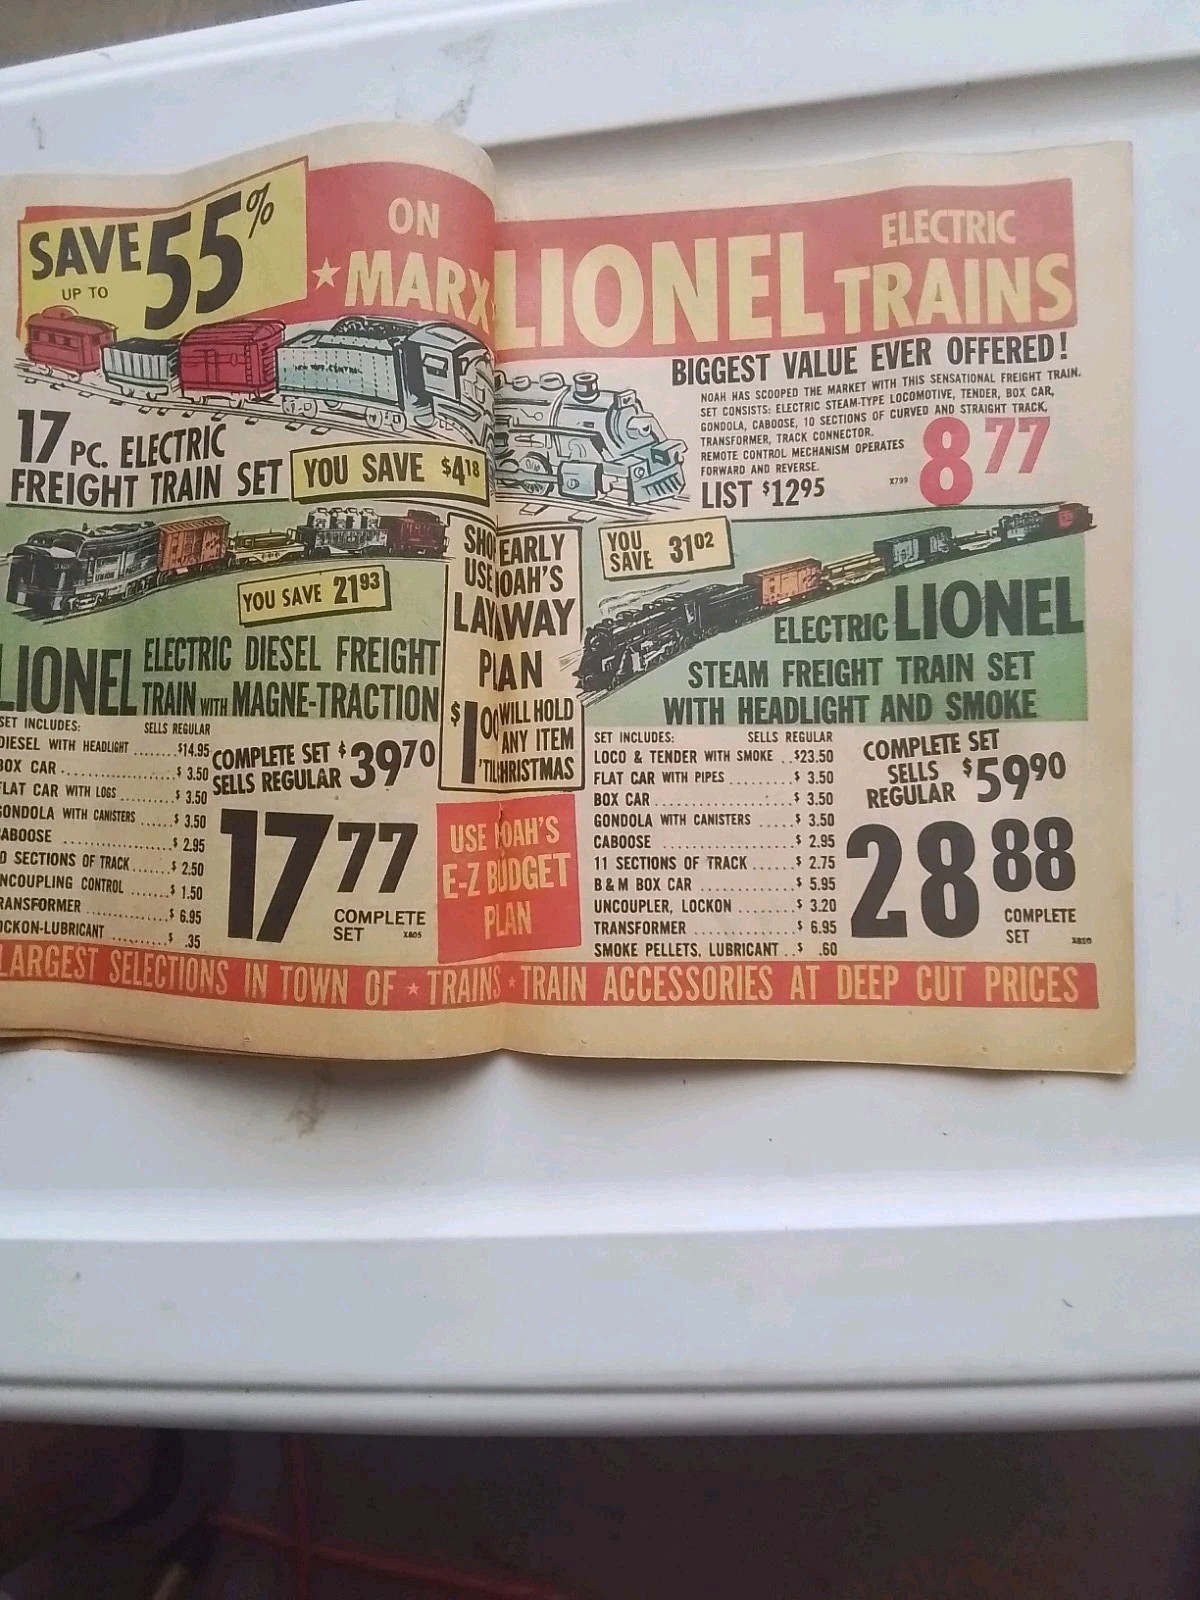 SAVE UP TO 55%
ON
★MARX
LIONEL ELECTRIC TRAINS
NEW YORK CENTRAL
17 PC. ELECTRIC
FREIGHT TRAIN SET
YOU SAVE $4 18
BIGGEST VALUE EVER OFFERED!
NOAH HAS SCOOPED THE MARKET WITH THIS SENSATIONAL FREIGHT TRAIN.
SET CONSISTS: ELECTRIC STEAM-TYPE LOCOMOTIVE, TENDER, BOX CAR,
GONDOLA, CABOOSE, 10 SECTIONS OF CURVED AND STRAIGHT TRACK,
TRANSFORMER, TRACK CONNECTOR.
REMOTE CONTROL MECHANISM OPERATES
FORWARD AND REVERSE.
LIST $12 95
X799
8 77
YOU SAVE 21 93
LIONEL ELECTRIC DIESEL FREIGHT
TRAIN WITH MAGNE-TRACTION
SET INCLUDES: SELLS REGULAR
DIESEL WITH HEADLIGHT .......$14.95
BOX CAR ................$ 3.50
FLAT CAR WITH LOGS .........$ 3.50
GONDOLA WITH CANISTERS ......$ 3.50
CABOOSE ................$ 2.95
0 SECTIONS OF TRACK .......$ 2.50
UNCOUPLING CONTROL .......$ 1.50
TRANSFORMER .............$ 6.95
LOCKON-LUBRICANT ..........$ .35
COMPLETE SET
SELLS REGULAR $39 70
17 77
COMPLETE
SET X805
SHOP EARLY
USE NOAH'S
LAYAWAY
PLAN
$1 00 WILL HOLD
ANY ITEM
'TIL CHRISTMAS
USE NOAH'S
E-Z BUDGET
PLAN
YOU SAVE 31 02
ELECTRIC LIONEL
STEAM FREIGHT TRAIN SET
WITH HEADLIGHT AND SMOKE
SET INCLUDES: SELLS REGULAR
LOCO & TENDER WITH SMOKE ..$23.50
FLAT CAR WITH PIPES .......$ 3.50
BOX CAR ..................$ 3.50
GONDOLA WITH CANISTERS .....$ 3.50
CABOOSE ..................$ 2.95
11 SECTIONS OF TRACK .......$ 2.75
B & M BOX CAR ............$ 5.95
UNCOUPLER, LOCKON ........$ 3.20
TRANSFORMER .............$ 6.95
SMOKE PELLETS, LUBRICANT ..$ .60
COMPLETE SET
SELLS
REGULAR $59 90
28 88
COMPLETE
SET X820
LARGEST SELECTIONS IN TOWN OF ★ TRAINS ★ TRAIN ACCESSORIES AT DEEP CUT PRICES